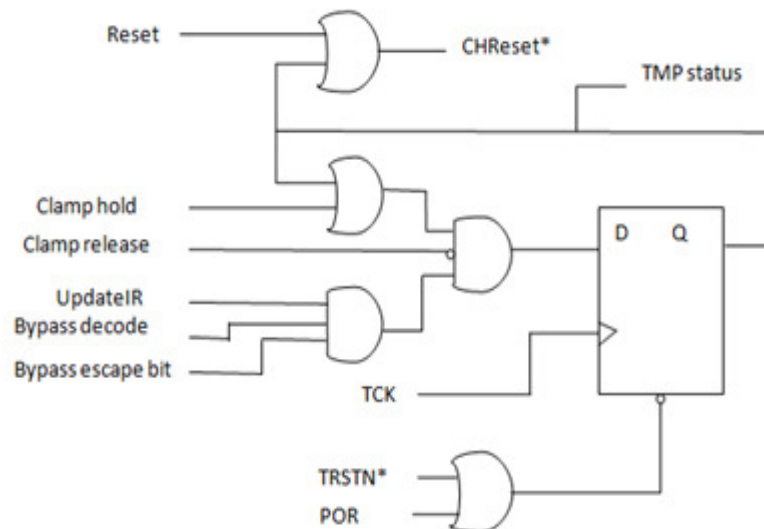 Reset
CHReset*
TMP status
Clamp hold
Clamp release
D Q
UpdateIR
Bypass decode
Bypass escape bit
TCK
TRSTN*
POR